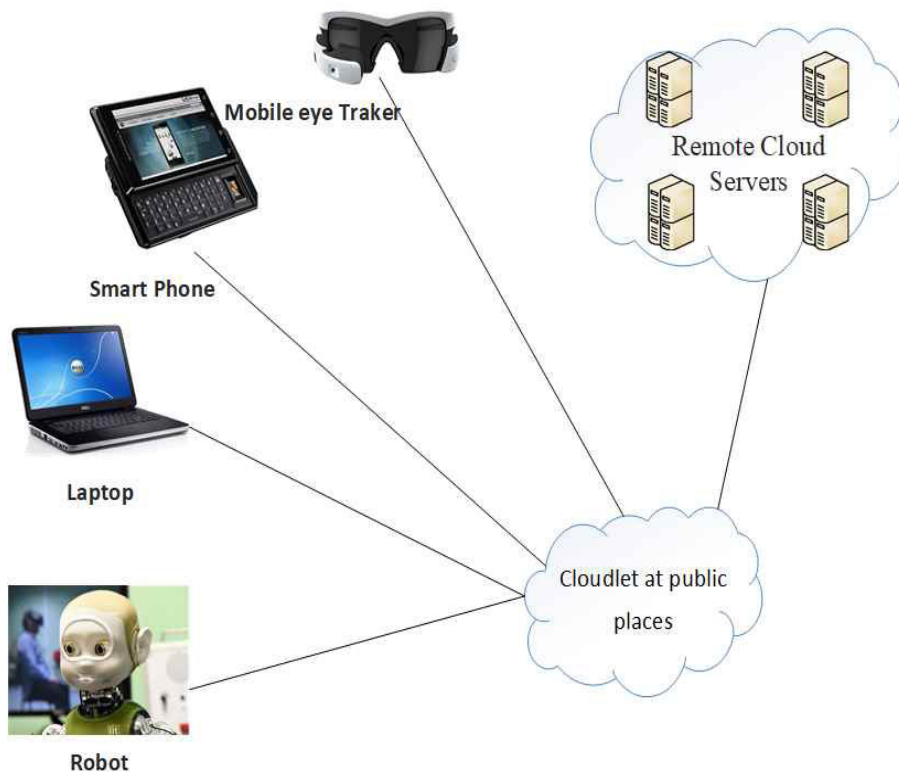 Mobile eye Traker
Remote Cloud
Servers
Smart Phone
Laptop
Cloudlet at public
places
Robot